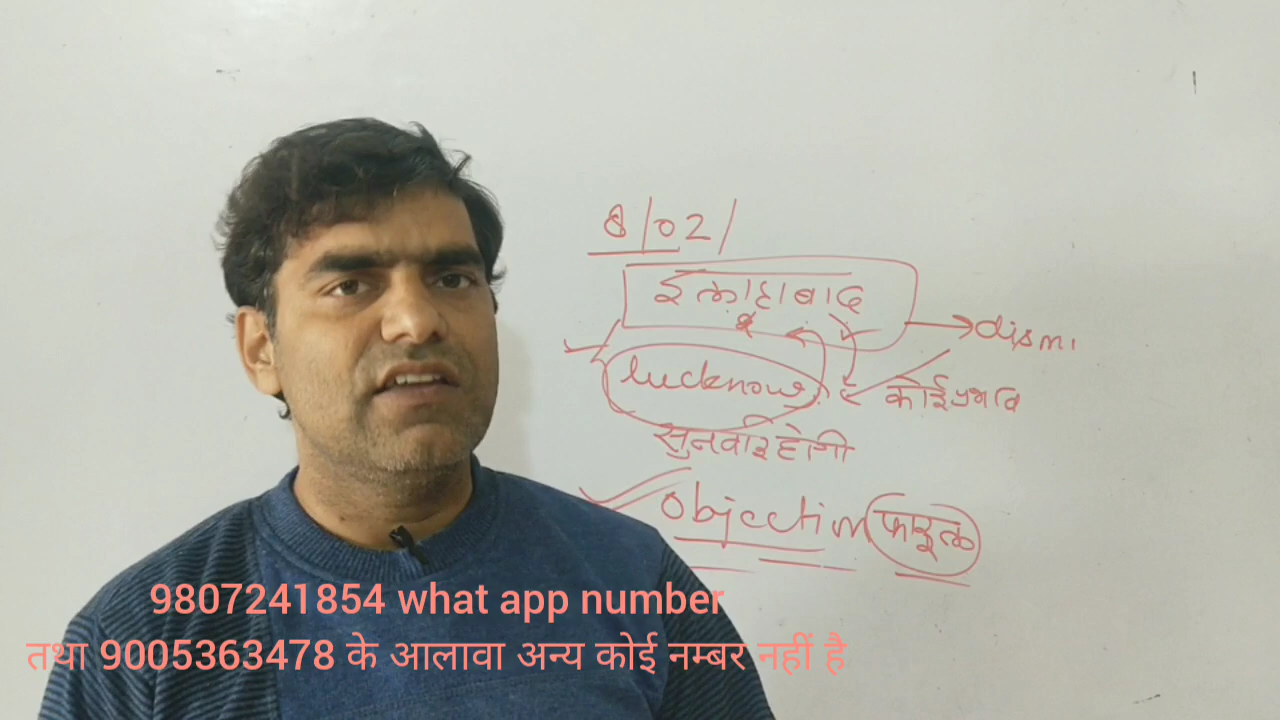 8/02/
इलाहाबाद
dismi
lucknow
कोई प्रभाव
सुनवाई होगी
objection फाइल
9807241854 what app number
तथा 9005363478 के आलावा अन्य कोई नम्बर नहीं है